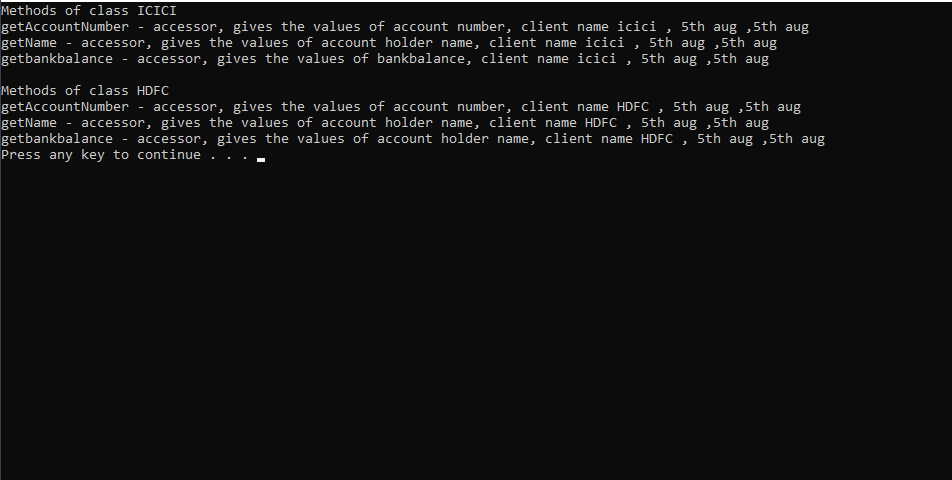 Methods of class ICICI
getAccountNumber - accessor, gives the values of account number, client name icici , 5th aug ,5th aug
getName - accessor, gives the values of account holder name, client name icici , 5th aug ,5th aug
getbankbalance - accessor, gives the values of bankbalance, client name icici , 5th aug ,5th aug
Methods of class HDFC
getAccountNumber - accessor, gives the values of account number, client name HDFC , 5th aug ,5th aug
getName - accessor, gives the values of account holder name, client name HDFC , 5th aug ,5th aug
getbankbalance - accessor, gives the values of account holder name, client name HDFC , 5th aug ,5th aug
Press any key to continue . . .